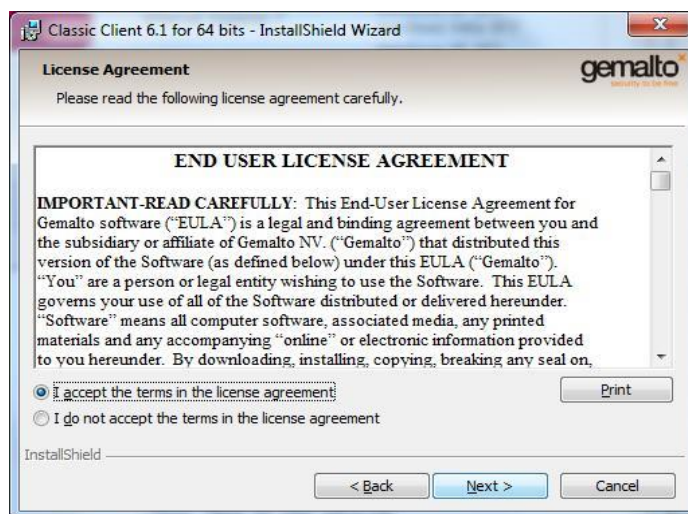 Classic Client 6.1 for 64 bits - InstallShield Wizard
License Agreement
Please read the following license agreement carefully.
gemalto
security to be free
END USER LICENSE AGREEMENT
IMPORTANT-READ CAREFULLY: This End-User License Agreement for
Gemalto software (“EULA”) is a legal and binding agreement between you and
the subsidiary or affiliate of Gemalto NV. (“Gemalto”) that distributed this
version of the Software (as defined below) under this EULA (“Gemalto”).
“You” are a person or legal entity wishing to use the Software. This EULA
governs your use of all of the Software distributed or delivered hereunder.
“Software” means all computer software, associated media, any printed
materials and any accompanying “online” or electronic information provided
to you hereunder. By downloading, installing, copying, breaking any seal on,
I accept the terms in the license agreement
Print
I do not accept the terms in the license agreement
InstallShield
< Back
Next >
Cancel